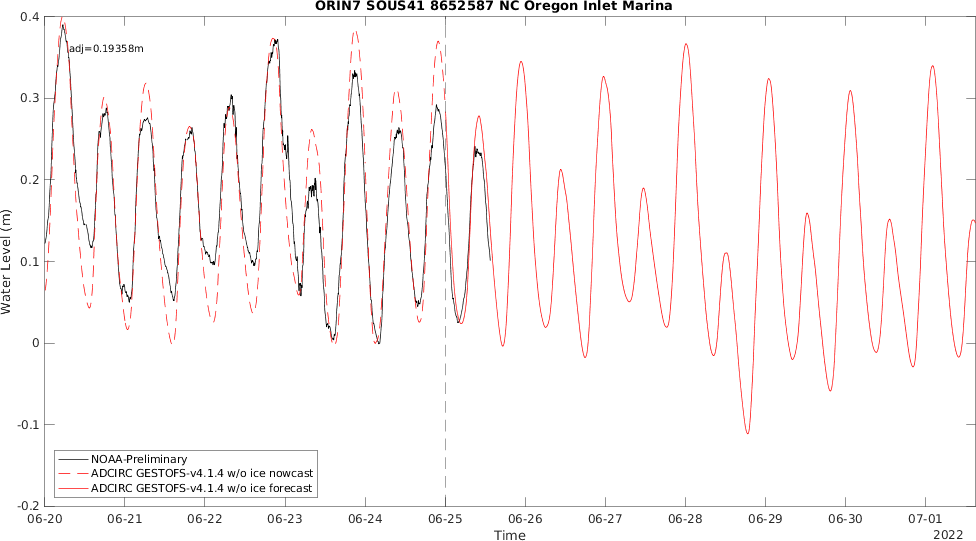 ORIN7 SOUS41 8652587 NC Oregon Inlet Marina
adj=0.19358m
0.4
0.3
0.2
0.1
0
-0.1
-0.2
Water Level (m)
NOAA-Preliminary
ADCIRC GESTOFS-v4.1.4 w/o ice nowcast
ADCIRC GESTOFS-v4.1.4 w/o ice forecast
06-20 06-21 06-22 06-23 06-24 06-25 06-26 06-27 06-28 06-29 06-30 07-01
Time
2022